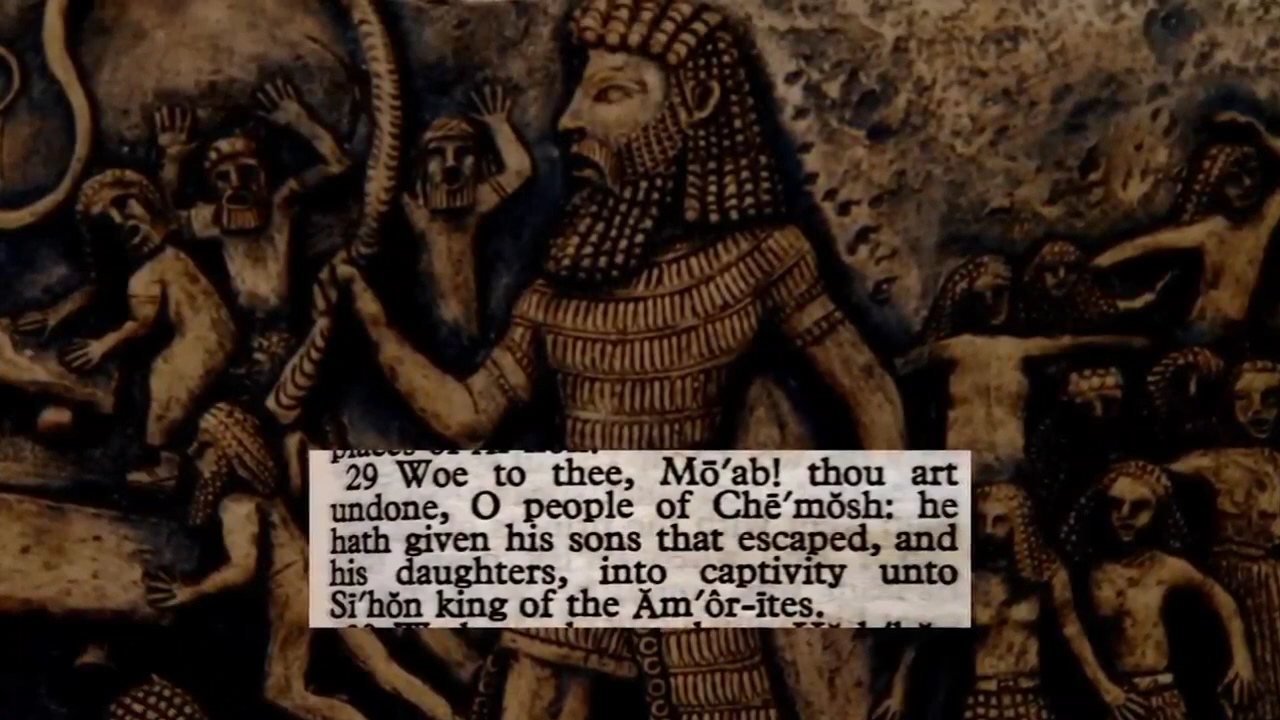 29 Woe to thee, Mō′ab! thou art
undone, O people of Chē′mŏsh: he
hath given his sons that escaped, and
his daughters, into captivity unto
Sī′hŏn king of the Ăm′ôr-ītes.